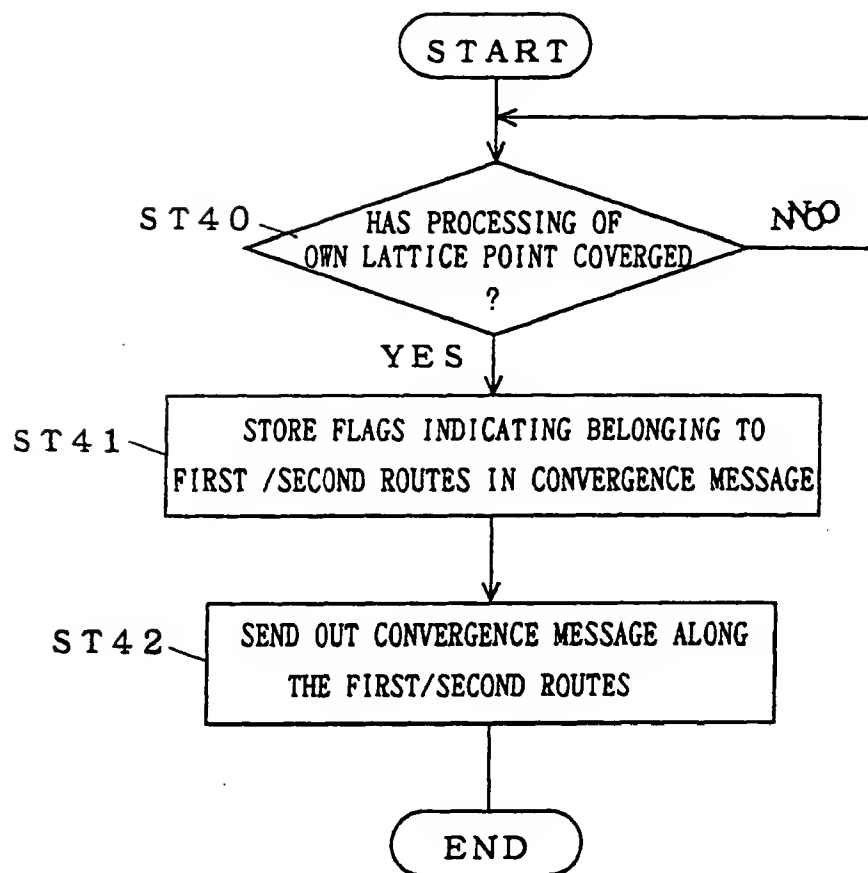 START
ST40
HAS PROCESSING OF
OWN LATTICE POINT COVERGED
?
NO
YES
ST41
STORE FLAGS INDICATING BELONGING TO
FIRST /SECOND ROUTES IN CONVERGENCE MESSAGE
ST42
SEND OUT CONVERGENCE MESSAGE ALONG
THE FIRST/SECOND ROUTES
END